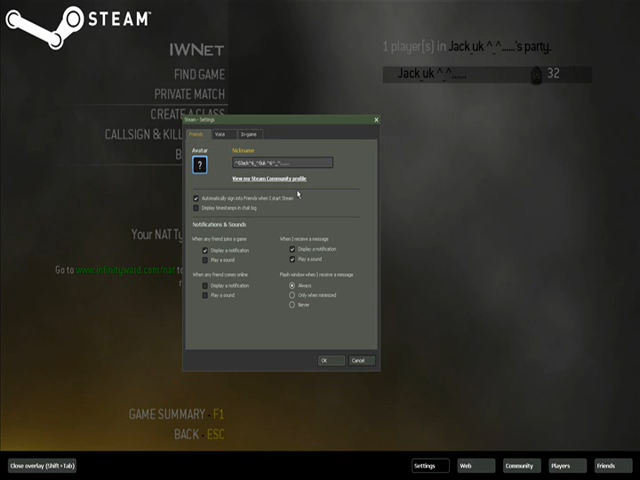 STEAM
IWNet
1 player(s) in Jack uk ^_^......'s party.
FIND GAME
Jack uk ^_^......
32
PRIVATE MATCH
CREATE A CLASS
CALLSIGN & KILL
B
Your NAT Ty
Go to www.infinityward.com/nat to
Steam - Settings
Friends
Voice
In-game
Avatar
Nickname
View my Steam Community profile
Automatically sign into Friends when I start Steam
Display timestamps in chat log
Notifications & Sounds
When any friend joins a game
When I receive a message
Display a notification
Display a notification
Play a sound
Play a sound
When any friend comes online
Flash window when I receive a message
Display a notification
Always
Play a sound
Only when minimized
Never
OK
Cancel
GAME SUMMARY - F1
BACK - ESC
Close overlay (Shift+Tab)
Settings
Web
Community
Players
Friends